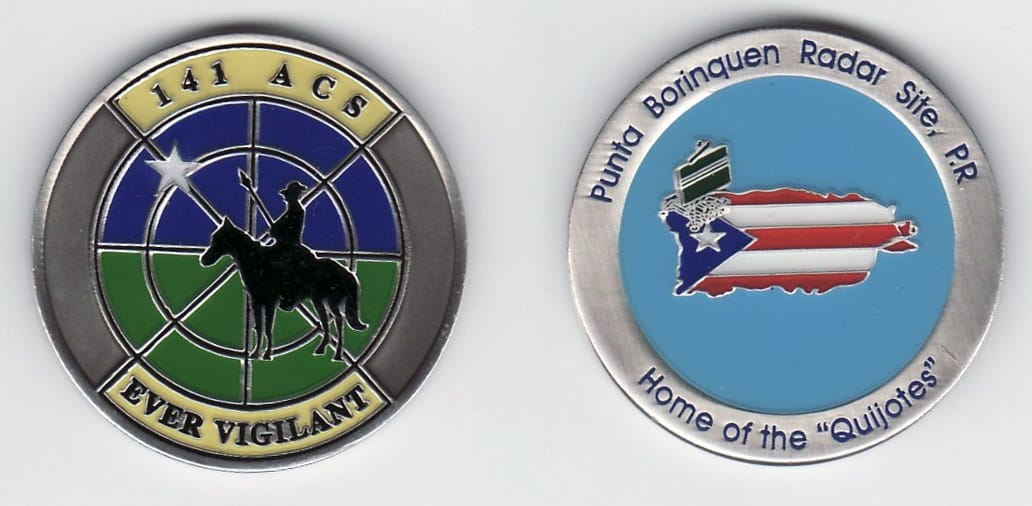 141 ACS
EVER VIGILANT
Punta Borinquen Radar Site, P.R
Home of the "Quijotes"